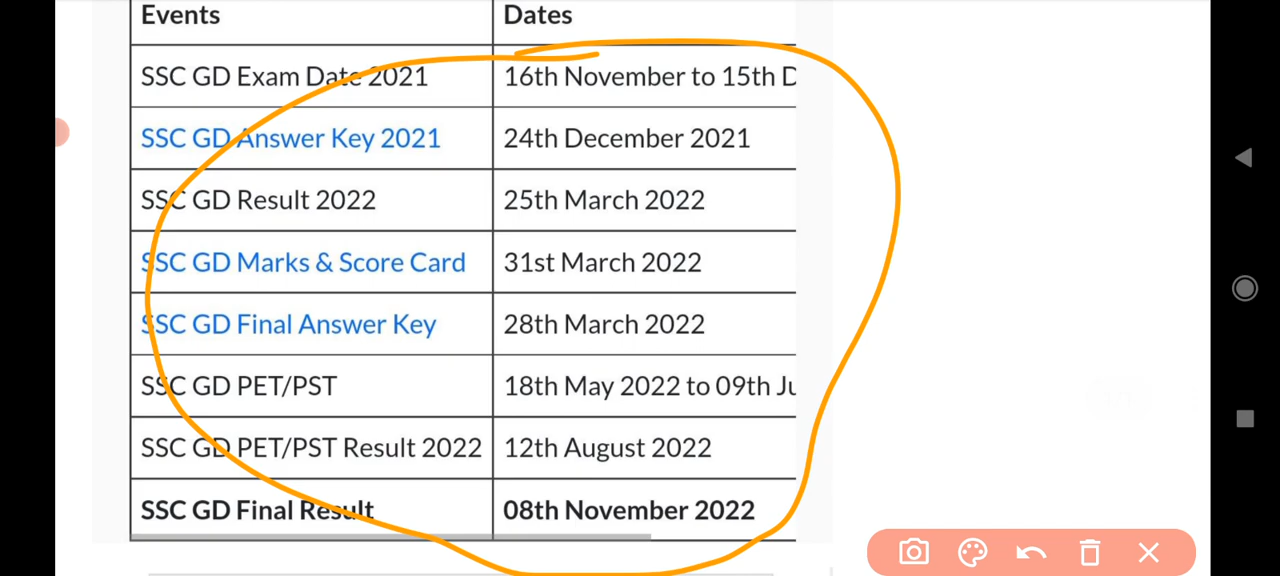 Events Dates
SSC GD Exam Date 2021 16th November to 15th D
SSC GD Answer Key 2021 24th December 2021
SSC GD Result 2022 25th March 2022
SSC GD Marks & Score Card 31st March 2022
SSC GD Final Answer Key 28th March 2022
SSC GD PET/PST 18th May 2022 to 09th Ju
SSC GD PET/PST Result 2022 12th August 2022
SSC GD Final Result 08th November 2022